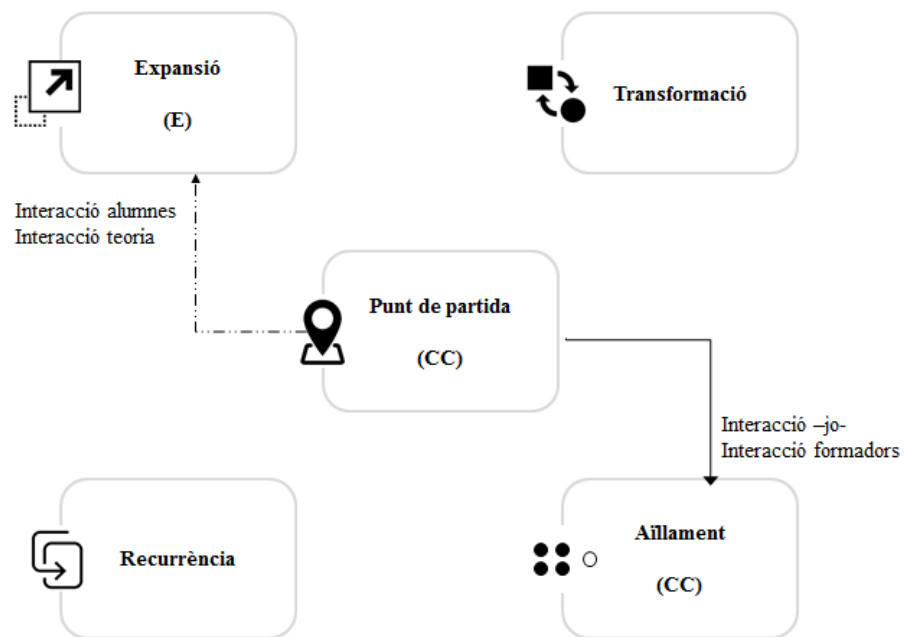 Expansió
(E)
Transformació
Interacció alumnes
Interacció teoria
Punt de partida
(CC)
Interacció –jo-
Interacció formadors
Recurrència
Aïllament
(CC)